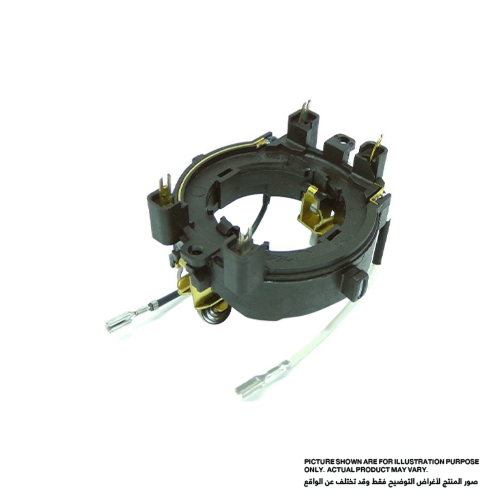 PICTURE SHOWN ARE FOR ILLUSTRATION PURPOSE
ONLY. ACTUAL PRODUCT MAY VARY.
صور المنتج لأغراض التوضيح فقط وقد تختلف عن الواقع